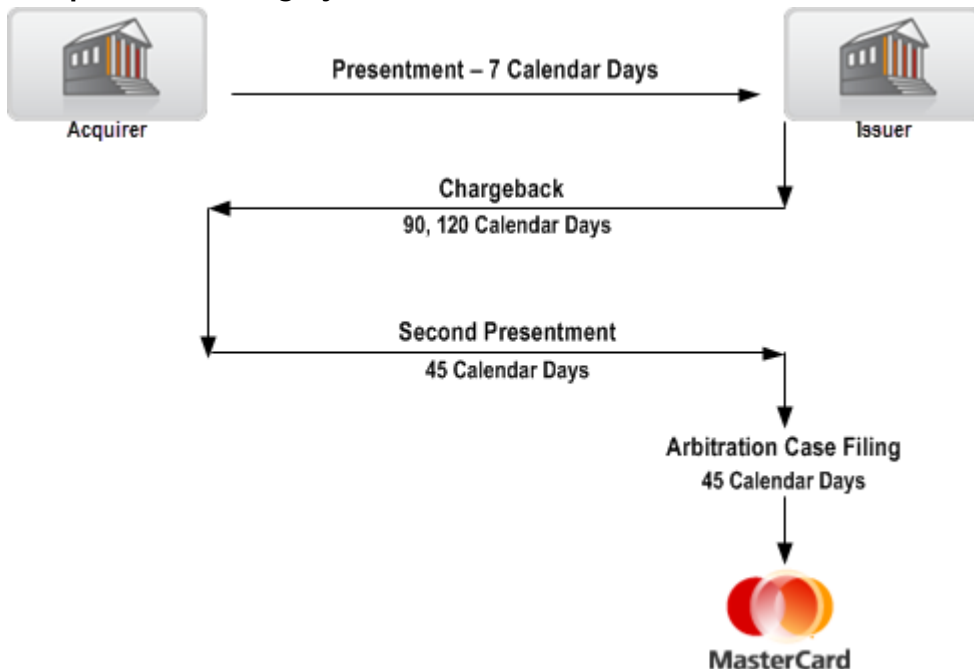 Presentment – 7 Calendar Days
Acquirer
Issuer
Chargeback
90, 120 Calendar Days
Second Presentment
45 Calendar Days
Arbitration Case Filing
45 Calendar Days
MasterCard